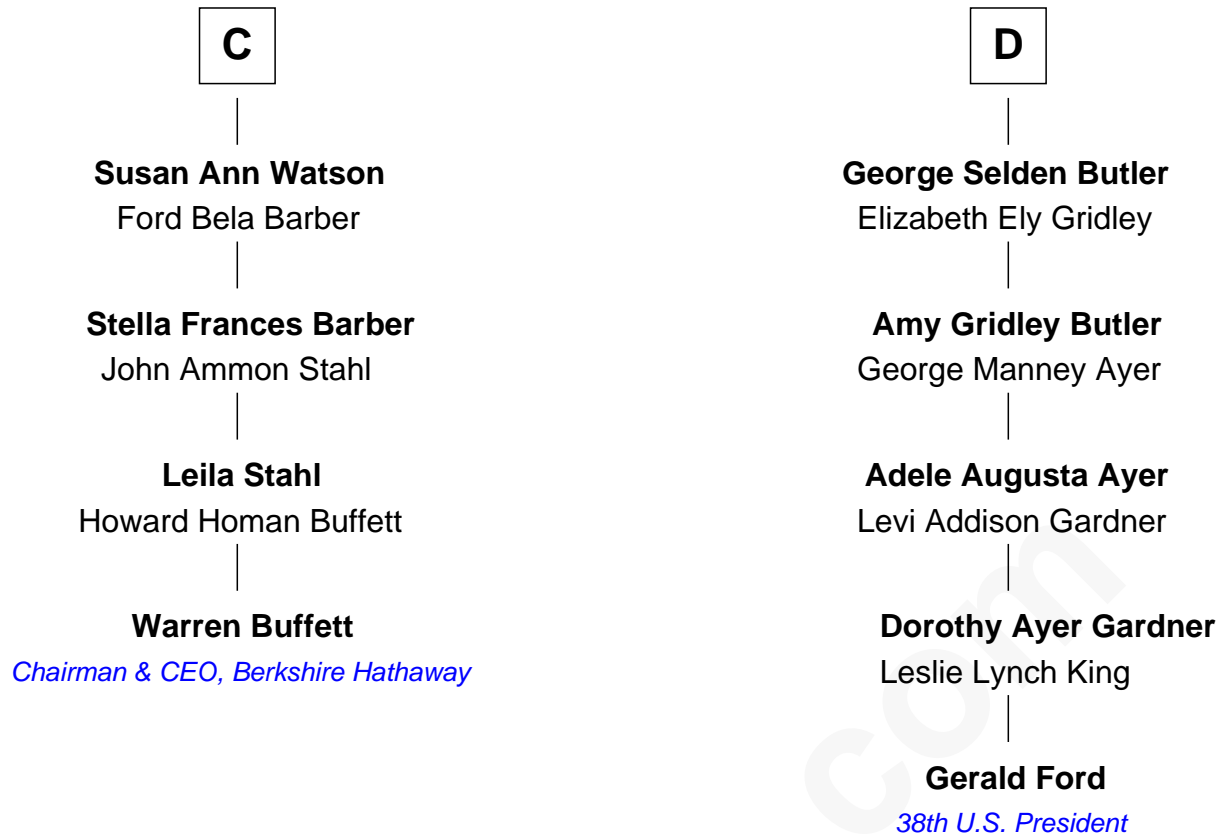 C
Susan Ann Watson
Ford Bela Barber
Stella Frances Barber
John Ammon Stahl
Leila Stahl
Howard Homan Buffett
Warren Buffett
Chairman & CEO, Berkshire Hathaway
D
George Selden Butler
Elizabeth Ely Gridley
Amy Gridley Butler
George Manney Ayer
Adele Augusta Ayer
Levi Addison Gardner
Dorothy Ayer Gardner
Leslie Lynch King
Gerald Ford
38th U.S. President
com